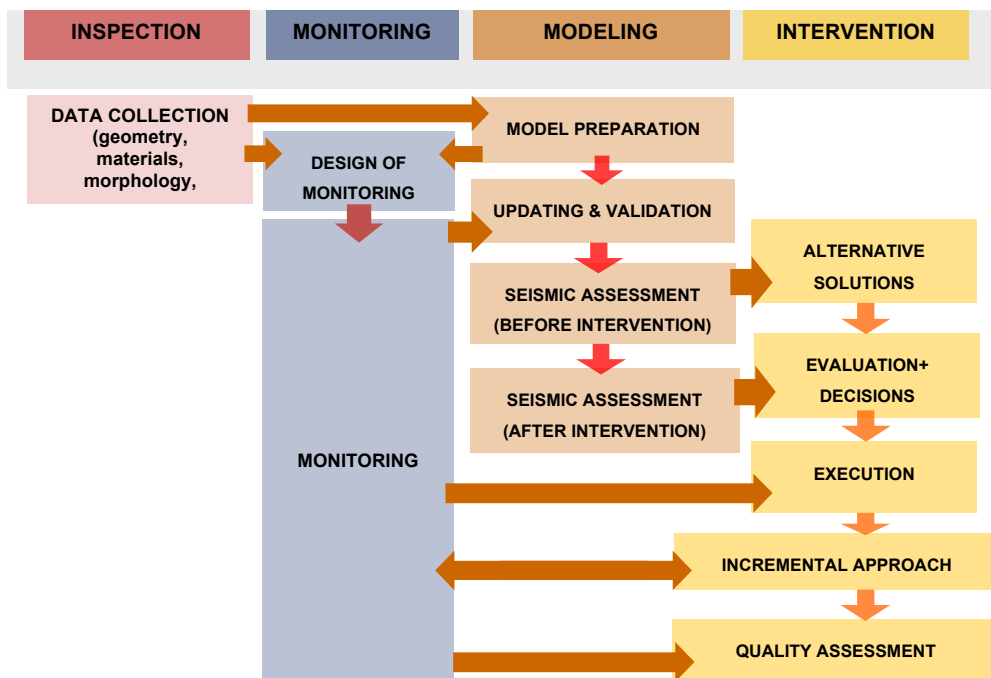 INSPECTION
MONITORING
MODELING
INTERVENTION
DATA COLLECTION
(geometry,
materials,
morphology,
MODEL PREPARATION
DESIGN OF
MONITORING
UPDATING & VALIDATION
ALTERNATIVE
SOLUTIONS
SEISMIC ASSESSMENT
(BEFORE INTERVENTION)
EVALUATION+
DECISIONS
SEISMIC ASSESSMENT
(AFTER INTERVENTION)
MONITORING
EXECUTION
INCREMENTAL APPROACH
QUALITY ASSESSMENT